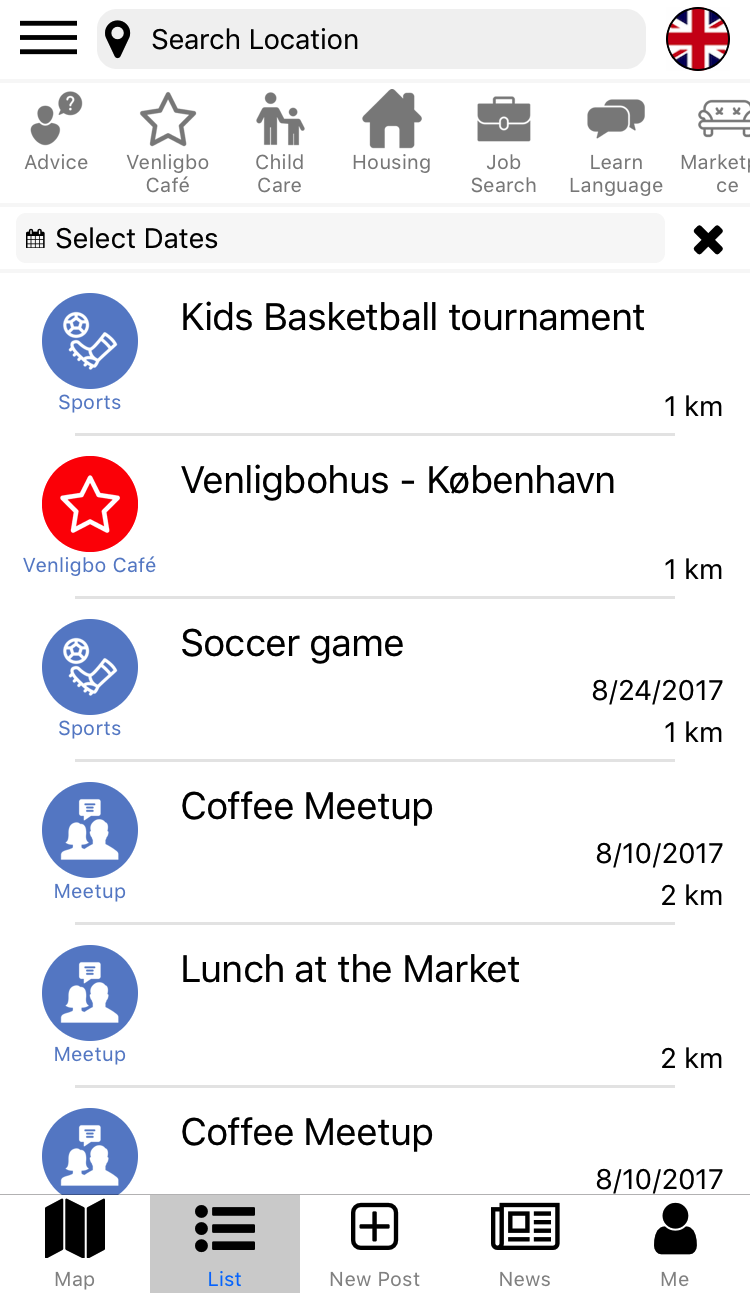 Search Location
Advice
Venligbo
Café
Child
Care
Housing
Job
Search
Learn
Language
Marketp
ce
Select Dates
Kids Basketball tournament
Sports
1 km
Venligbohus - København
Venligbo Café
1 km
Soccer game
8/24/2017
Sports
1 km
Coffee Meetup
8/10/2017
Meetup
2 km
Lunch at the Market
Meetup
2 km
Coffee Meetup
8/10/2017
Map
List
New Post
News
Me